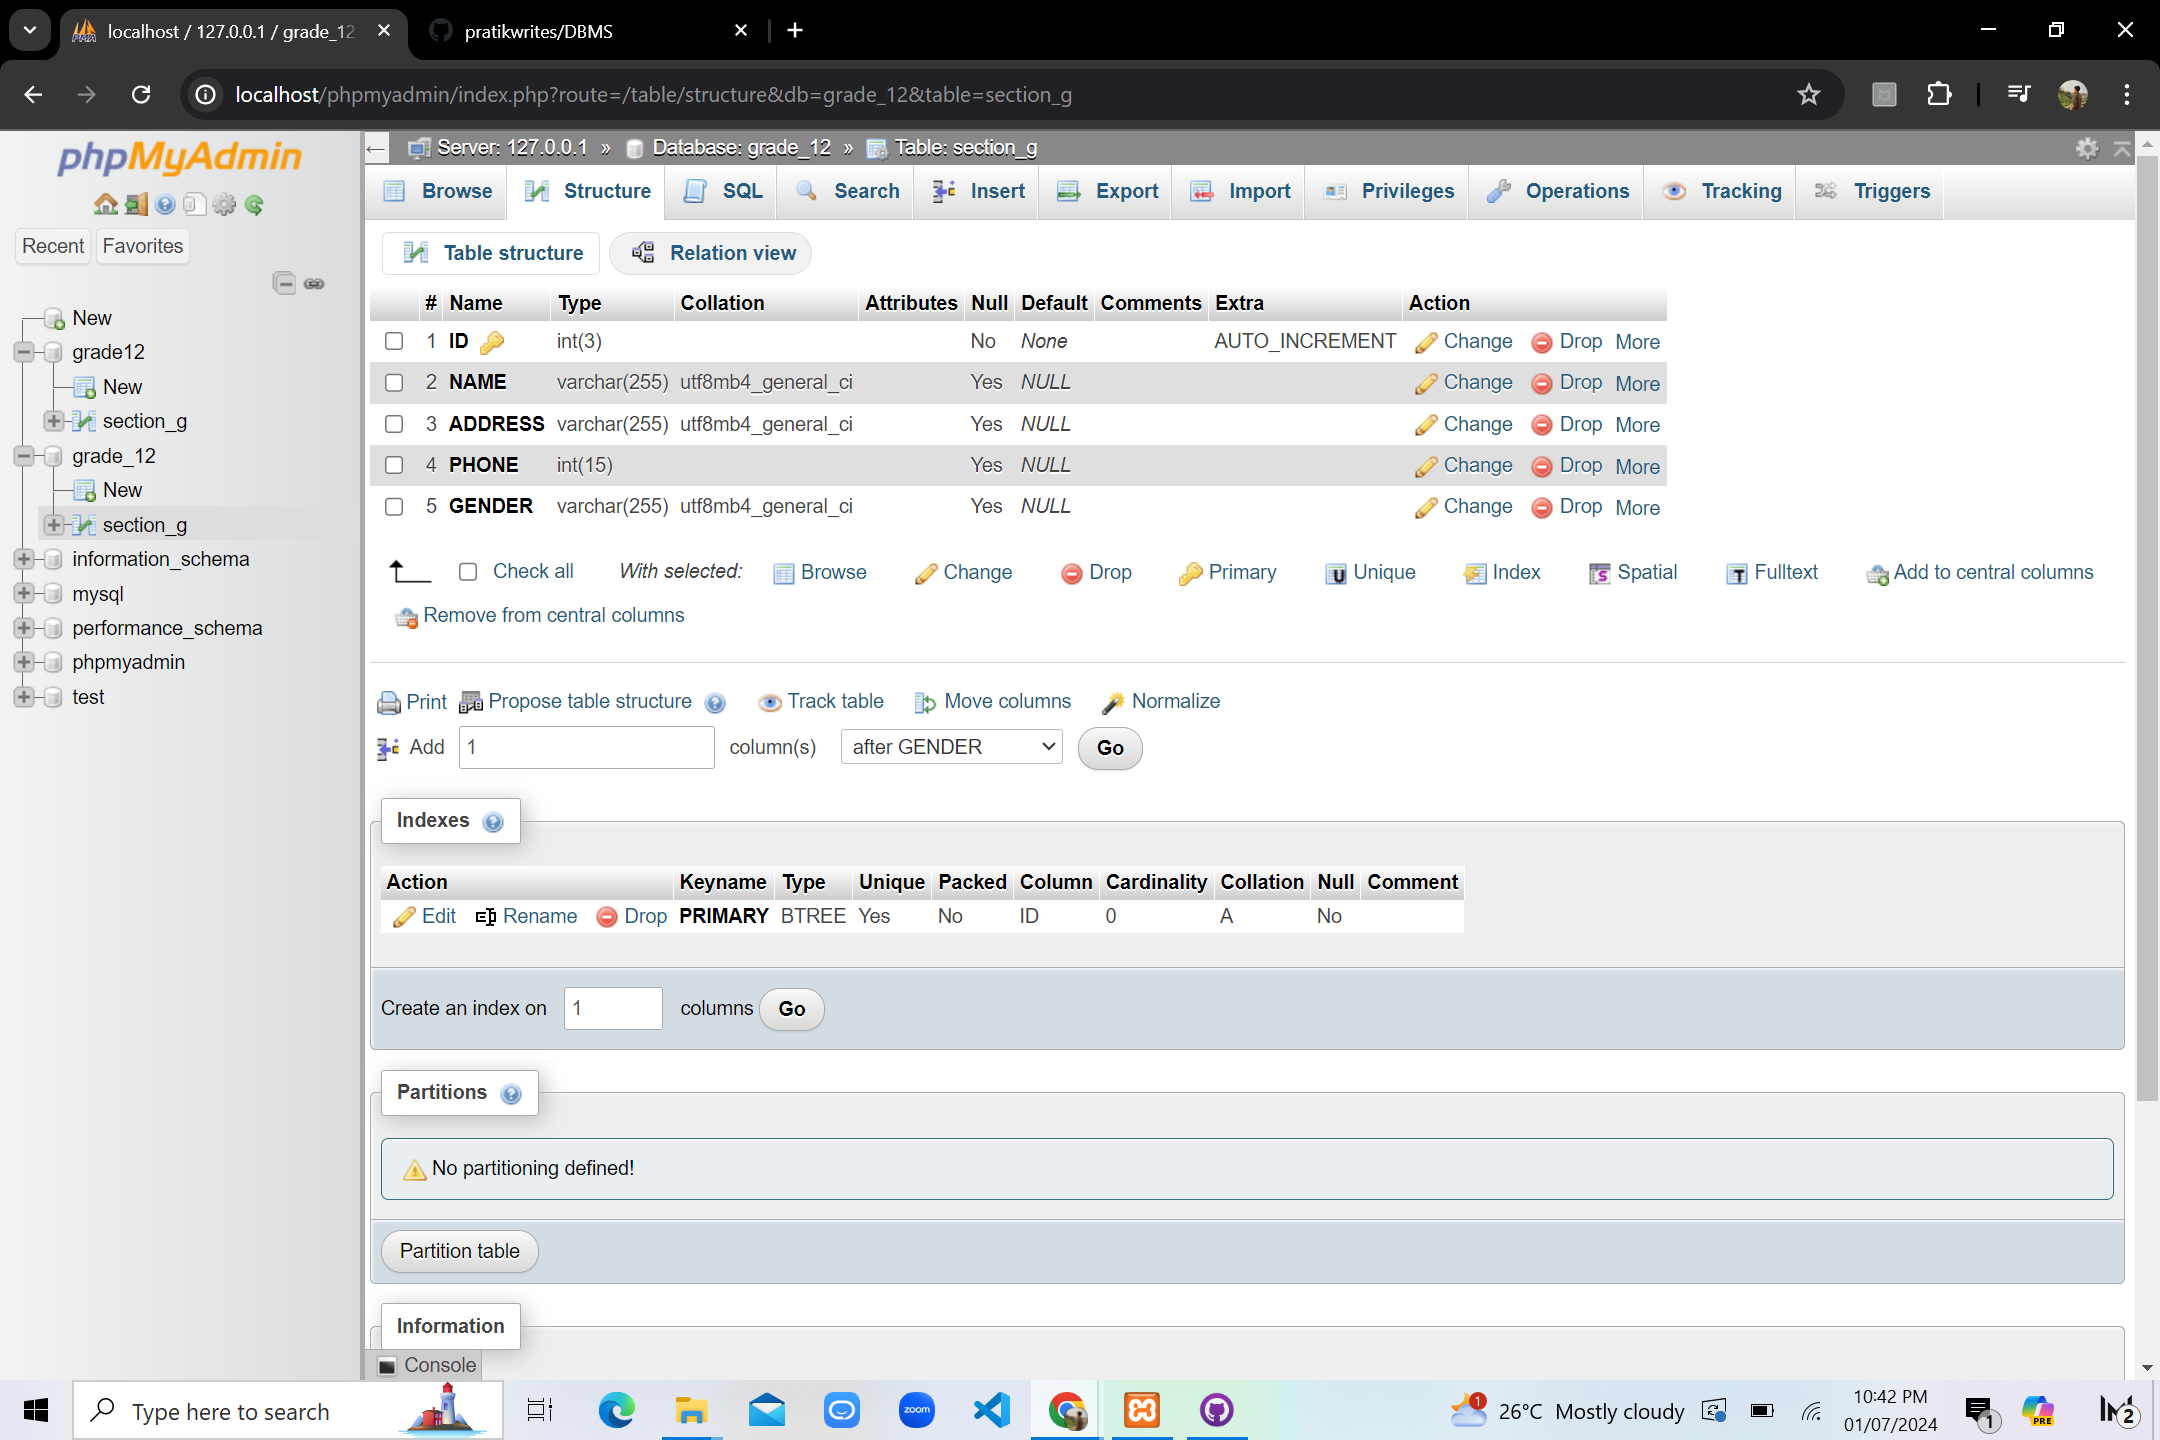 localhost / 127.0.0.1 / grade_12
pratikwrites/DBMS
localhost/phpmyadmin/index.php?route=/table/structure&db=grade_12&table=section_g
phpMyAdmin
Recent Favorites
New
grade12
New
section_g
grade_12
New
section_g
information_schema
mysql
performance_schema
phpmyadmin
test
Server: 127.0.0.1 » Database: grade_12 » Table: section_g
Browse Structure SQL Search Insert Export Import Privileges Operations Tracking Triggers
Table structure Relation view
# Name Type Collation Attributes Null Default Comments Extra Action
1 ID int(3) No None AUTO_INCREMENT Change Drop More
2 NAME varchar(255) utf8mb4_general_ci Yes NULL Change Drop More
3 ADDRESS varchar(255) utf8mb4_general_ci Yes NULL Change Drop More
4 PHONE int(15) Yes NULL Change Drop More
5 GENDER varchar(255) utf8mb4_general_ci Yes NULL Change Drop More
Check all With selected: Browse Change Drop Primary Unique Index Spatial Fulltext Add to central columns
Remove from central columns
Print Propose table structure Track table Move columns Normalize
Add 1 column(s) after GENDER Go
Indexes
Action Keyname Type Unique Packed Column Cardinality Collation Null Comment
Edit Rename Drop PRIMARY BTREE Yes No ID 0 A No
Create an index on 1 columns Go
Partitions
No partitioning defined!
Partition table
Information
Console
Type here to search
zoom
1
26°C Mostly cloudy
10:42 PM
01/07/2024
1
PRE
2